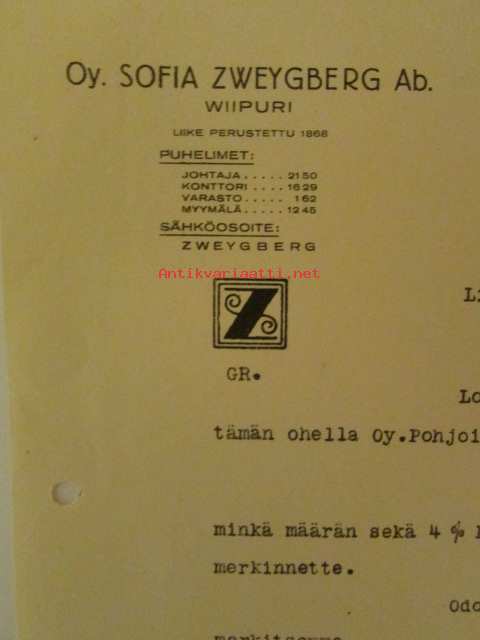 Oy. SOFIA ZWEYGBERG Ab.
WIIPURI
LIIKE PERUSTETTU 1868
PUHELIMET:
JOHTAJA ..... 2150
KONTTORI .... 1629
VARASTO ..... 162
MYYMÄLÄ ..... 1245
SÄHKÖOSOITE:
ZWEYGBERG
Antikvariaatti.net
Z
GR.
tämän ohella Oy.Pohjoi
minkä määrän sekä 4 %
merkinnette.
Odo